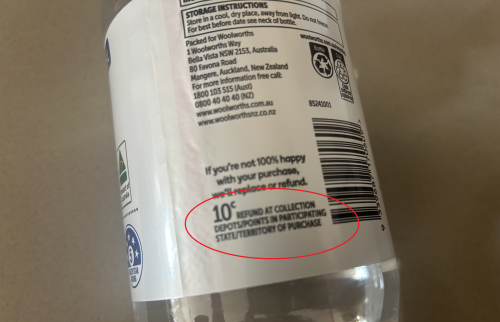 STORAGE INSTRUCTIONS
Store in a cool, dry place, away from light. Do not freeze
For best before date see neck of bottle.
Packed for Woolworths
1 Woolworths Way
Bella Vista NSW 2153, Australia
80 Favona Road
Mangere, Auckland, New Zealand
For more information free call:
1800 103 515 (Aust)
0800 40 40 40 (NZ)
www.woolworths.com.au
www.woolworthsnz.co.nz
85241001
If you're not 100% happy
with your purchase,
we'll replace or refund.
10c REFUND AT COLLECTION
DEPOTS/POINTS IN PARTICIPATING
STATE/TERRITORY OF PURCHASE